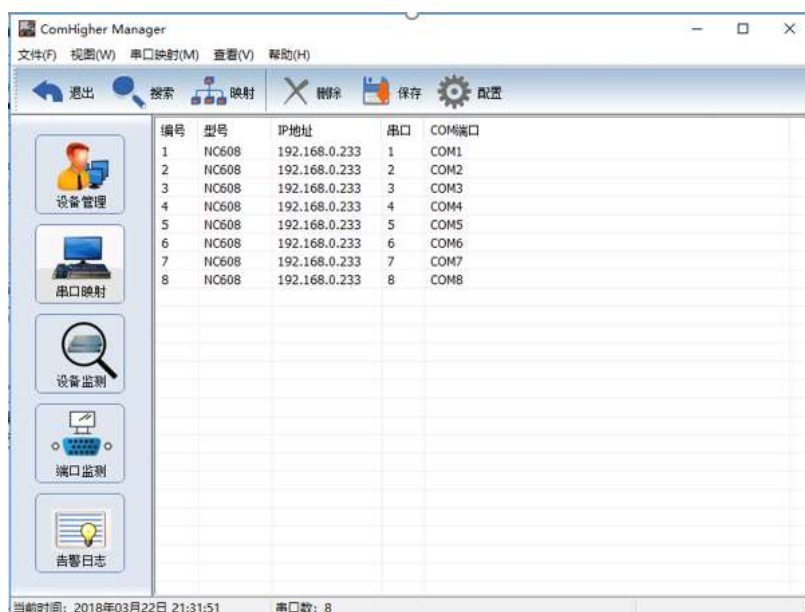 ComHigher Manager
文件(F) 视图(W) 串口映射(M) 查看(V) 帮助(H)
退出 搜索 映射 删除 保存 配置
设备管理
串口映射
设备监测
端口监测
告警日志
编号 型号 IP地址 串口 COM端口
1 NC608 192.168.0.233 1 COM1
2 NC608 192.168.0.233 2 COM2
3 NC608 192.168.0.233 3 COM3
4 NC608 192.168.0.233 4 COM4
5 NC608 192.168.0.233 5 COM5
6 NC608 192.168.0.233 6 COM6
7 NC608 192.168.0.233 7 COM7
8 NC608 192.168.0.233 8 COM8
当前时间: 2018年03月22日 21:31:51 串口数: 8